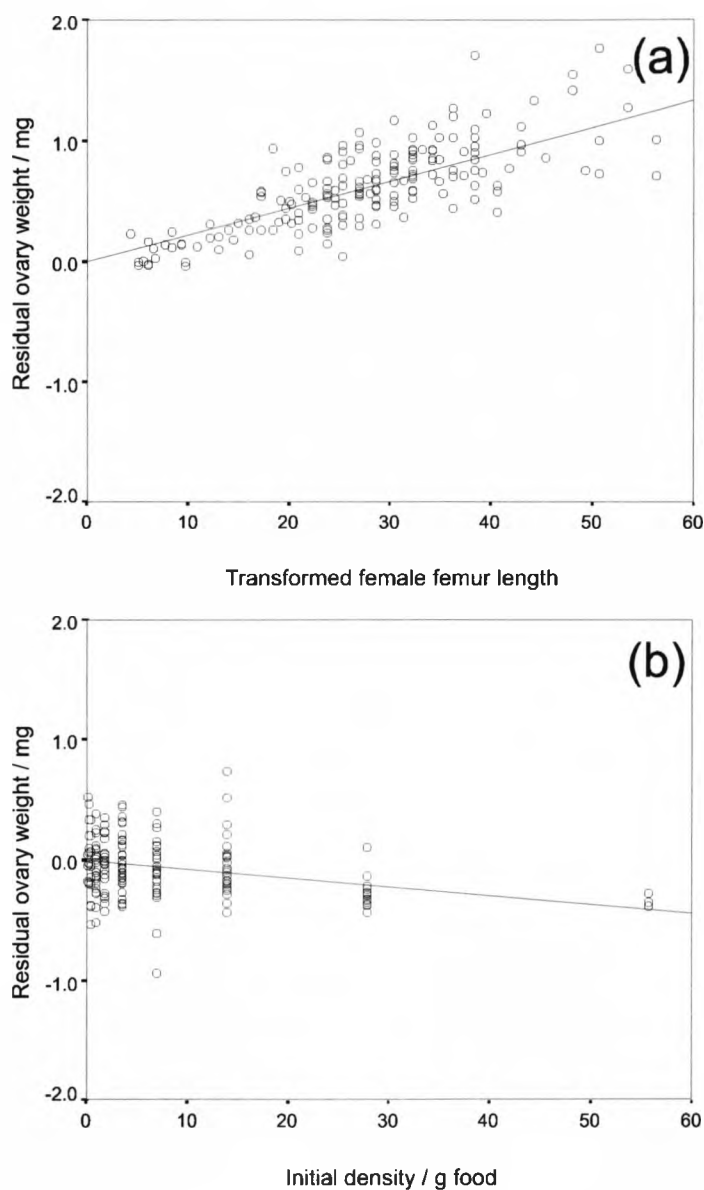 (a)
Residual ovary weight / mg
2.0
1.0
0.0
-1.0
-2.0
0 10 20 30 40 50 60
Transformed female femur length
(b)
Residual ovary weight / mg
2.0
1.0
0.0
-1.0
-2.0
0 10 20 30 40 50 60
Initial density / g food